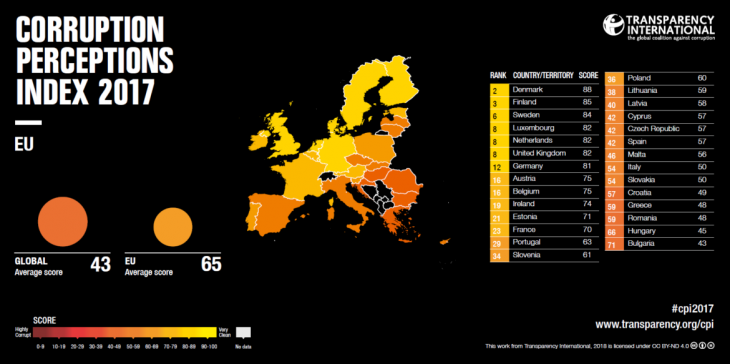 CORRUPTION
PERCEPTIONS
INDEX 2017
EU
GLOBAL
Average score
43
EU
Average score
65
SCORE
Highly
Corrupt
0-9 10-19 20-29 30-39 40-49 50-59 60-69 70-79 80-89 90-100
Very
Clean
No data
TRANSPARENCY
INTERNATIONAL
the global coalition against corruption
RANK COUNTRY/TERRITORY SCORE
2 Denmark 88
3 Finland 85
6 Sweden 84
8 Luxembourg 82
8 Netherlands 82
8 United Kingdom 82
12 Germany 81
16 Austria 75
16 Belgium 75
19 Ireland 74
21 Estonia 71
23 France 70
29 Portugal 63
34 Slovenia 61
36 Poland 60
38 Lithuania 59
40 Latvia 58
42 Cyprus 57
42 Czech Republic 57
42 Spain 57
46 Malta 56
54 Italy 50
54 Slovakia 50
57 Croatia 49
59 Greece 48
59 Romania 48
66 Hungary 45
71 Bulgaria 43
#cpi2017
www.transparency.org/cpi
This work from Transparency International, 2018 is licensed under CC BY-ND 4.0